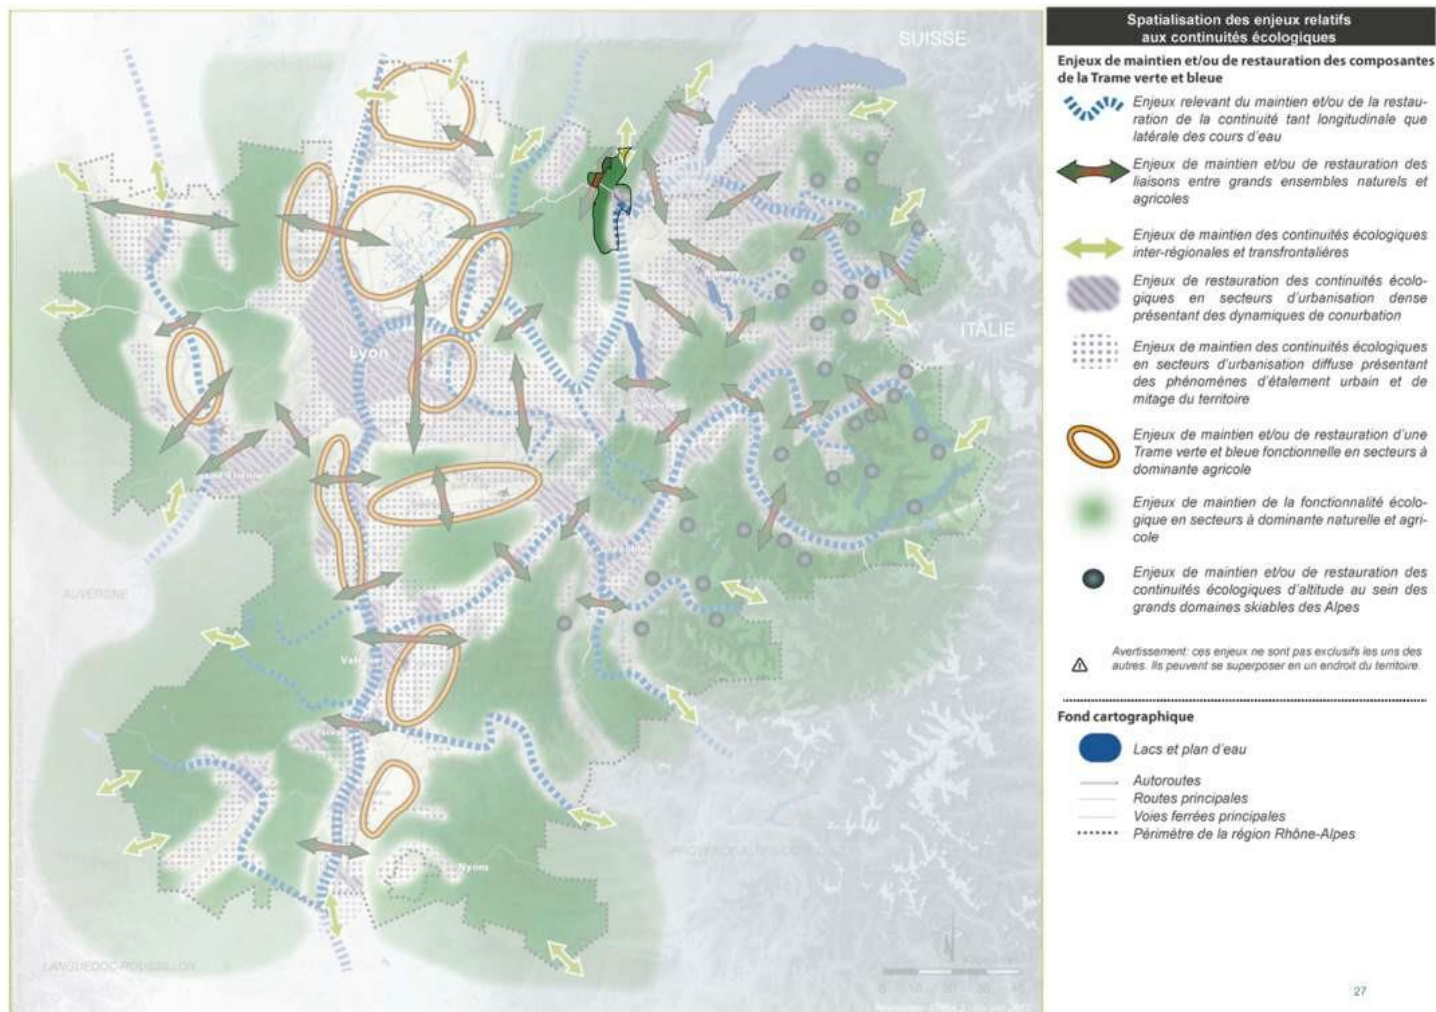 SUISSE
ITALIE
Lyon
AUVERGNE
Nyons
LANGUEDOC-ROUSSILLON
Spatialisation des enjeux relatifs
aux continuités écologiques
Enjeux de maintien et/ou de restauration des composantes
de la Trame verte et bleue
Enjeux relevant du maintien et/ou de la restau-
ration de la continuité tant longitudinale que
latérale des cours d'eau
Enjeux de maintien et/ou de restauration des
liaisons entre grands ensembles naturels et
agricoles
Enjeux de maintien des continuités écologiques
inter-régionales et transfrontalières
Enjeux de restauration des continuités écolo-
giques en secteurs d'urbanisation dense
présentant des dynamiques de conurbation
Enjeux de maintien des continuités écologiques
en secteurs d'urbanisation diffuse présentant
des phénomènes d'étalement urbain et de
mitage du territoire
Enjeux de maintien et/ou de restauration d'une
Trame verte et bleue fonctionnelle en secteurs à
dominante agricole
Enjeux de maintien de la fonctionnalité écolo-
gique en secteurs à dominante naturelle et agri-
cole
Enjeux de maintien et/ou de restauration des
continuités écologiques d'altitude au sein des
grands domaines skiables des Alpes
Avertissement: ces enjeux ne sont pas exclusifs les uns des
autres. Ils peuvent se superposer en un endroit du territoire.
Fond cartographique
Lacs et plan d'eau
Autoroutes
Routes principales
Voies ferrées principales
Périmètre de la région Rhône-Alpes
27